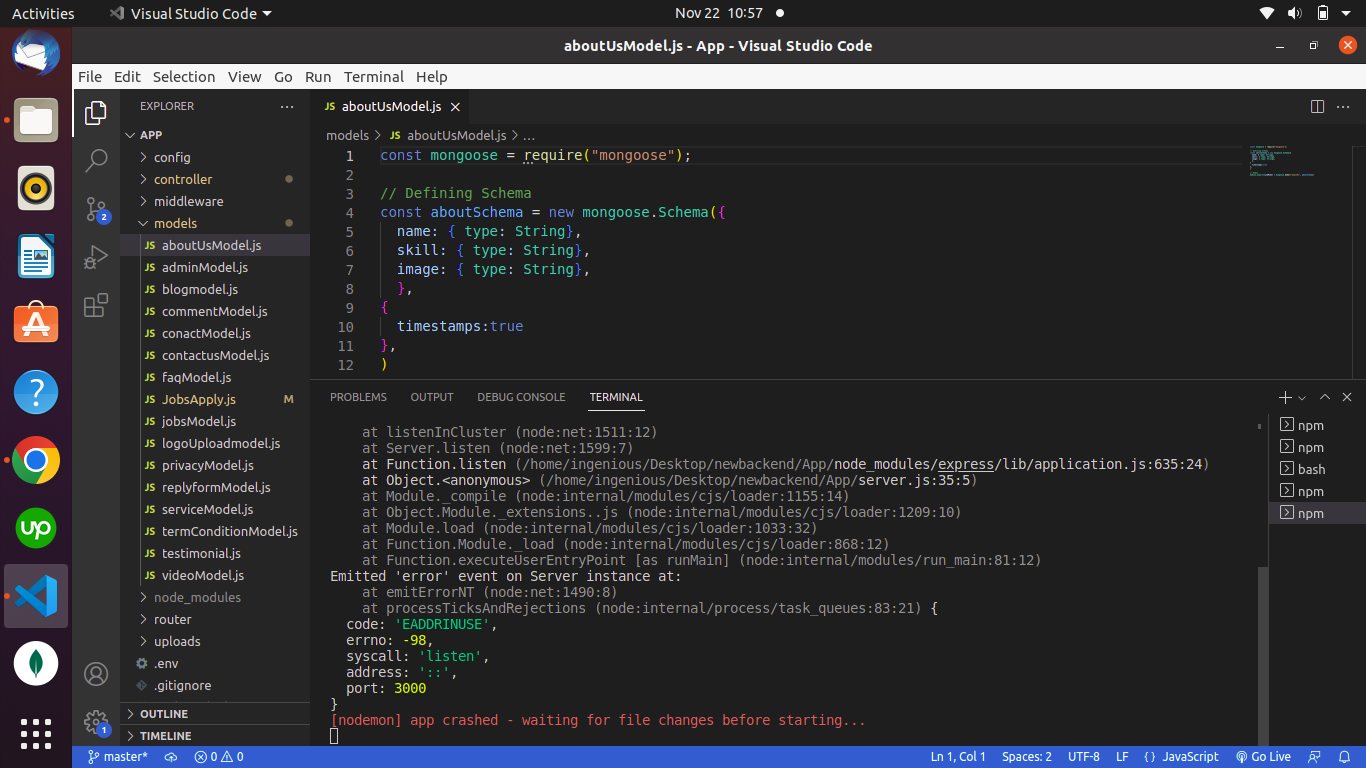 Activities
Visual Studio Code
Nov 22 10:57
aboutUsModel.js - App - Visual Studio Code
File Edit Selection View Go Run Terminal Help
EXPLORER
APP
config
controller
middleware
models
JS aboutUsModel.js
JS adminModel.js
JS blogmodel.js
JS commentModel.js
JS conactModel.js
JS contactusModel.js
JS faqModel.js
JS JobsApply.js M
JS jobsModel.js
JS logoUploadmodel.js
JS privacyModel.js
JS replyformModel.js
JS serviceModel.js
JS termConditionModel.js
JS testimonial.js
JS videoModel.js
node_modules
router
uploads
.env
.gitignore
OUTLINE
TIMELINE
2
1
up
JS aboutUsModel.js
models > JS aboutUsModel.js > ...
1 const mongoose = require("mongoose");
2
3 // Defining Schema
4 const aboutSchema = new mongoose.Schema({
5 name: { type: String},
6 skill: { type: String},
7 image: { type: String},
8 },
9 {
10 timestamps:true
11 },
12 )
PROBLEMS OUTPUT DEBUG CONSOLE TERMINAL
at listenInCluster (node:net:1511:12)
at Server.listen (node:net:1599:7)
at Function.listen (/home/ingenious/Desktop/newbackend/App/node_modules/express/lib/application.js:635:24)
at Object.<anonymous> (/home/ingenious/Desktop/newbackend/App/server.js:35:5)
at Module._compile (node:internal/modules/cjs/loader:1155:14)
at Object.Module._extensions..js (node:internal/modules/cjs/loader:1209:10)
at Module.load (node:internal/modules/cjs/loader:1033:32)
at Function.Module._load (node:internal/modules/cjs/loader:868:12)
at Function.executeUserEntryPoint [as runMain] (node:internal/modules/run_main:81:12)
Emitted 'error' event on Server instance at:
at emitErrorNT (node:net:1490:8)
at processTicksAndRejections (node:internal/process/task_queues:83:21) {
code: 'EADDRINUSE',
errno: -98,
syscall: 'listen',
address: '::',
port: 3000
}
[nodemon] app crashed - waiting for file changes before starting...
npm
npm
bash
npm
npm
master* 0 0 Ln 1, Col 1 Spaces: 2 UTF-8 LF { } JavaScript Go Live